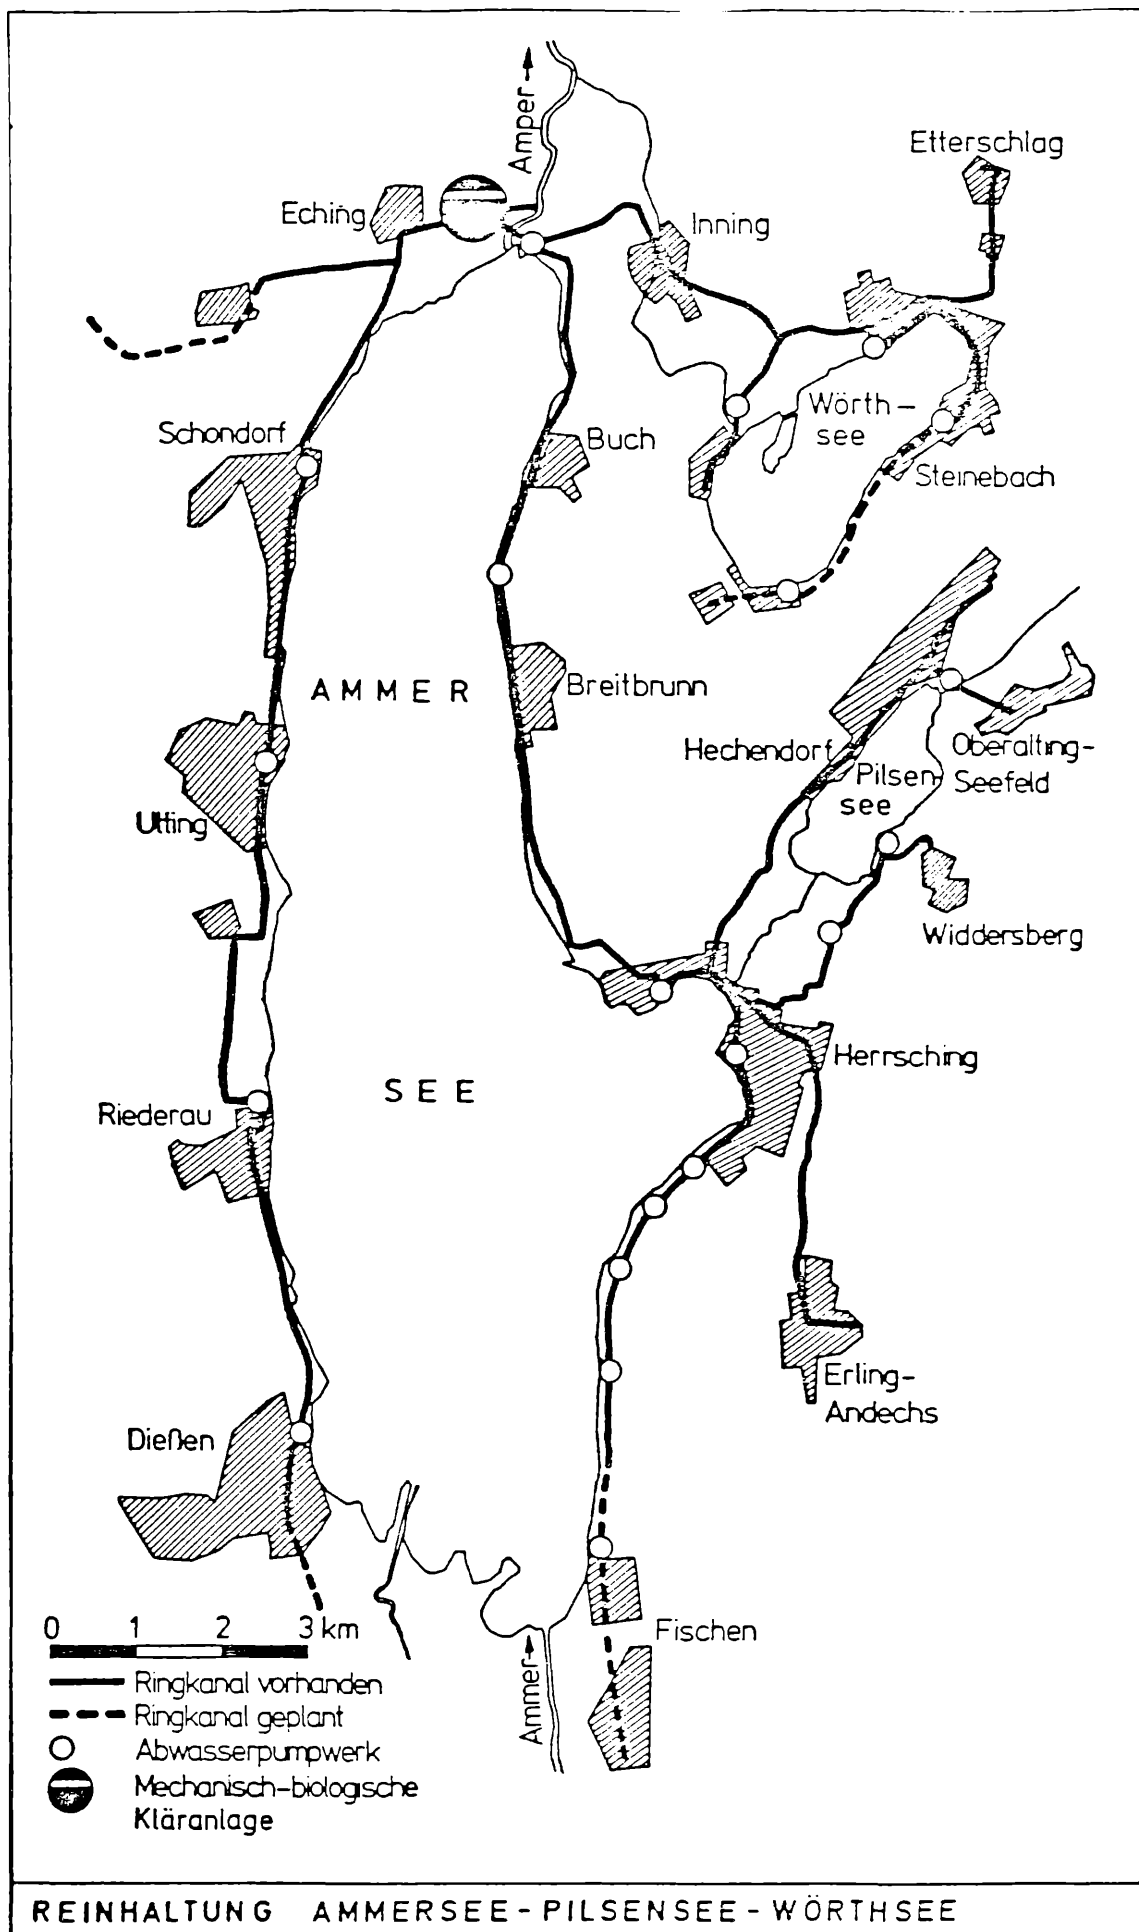 Amper
Etterschlag
Eching
Inning
Wörth-
see
Schondorf
Buch
Steinebach
AMMER
Breitbrunn
Hechendorf
Pilsen
see
Oberalting-
Seefeld
Utting
Widdersberg
Herrsching
SEE
Riederau
Erling-
Andechs
Dießen
Fischen
Ammer
0 1 2 3 km
Ringkanal vorhanden
Ringkanal geplant
Abwasserpumpwerk
Mechanisch-biologische
Kläranlage
REINHALTUNG AMMERSEE-PILSENSEE-WÖRTHSEE